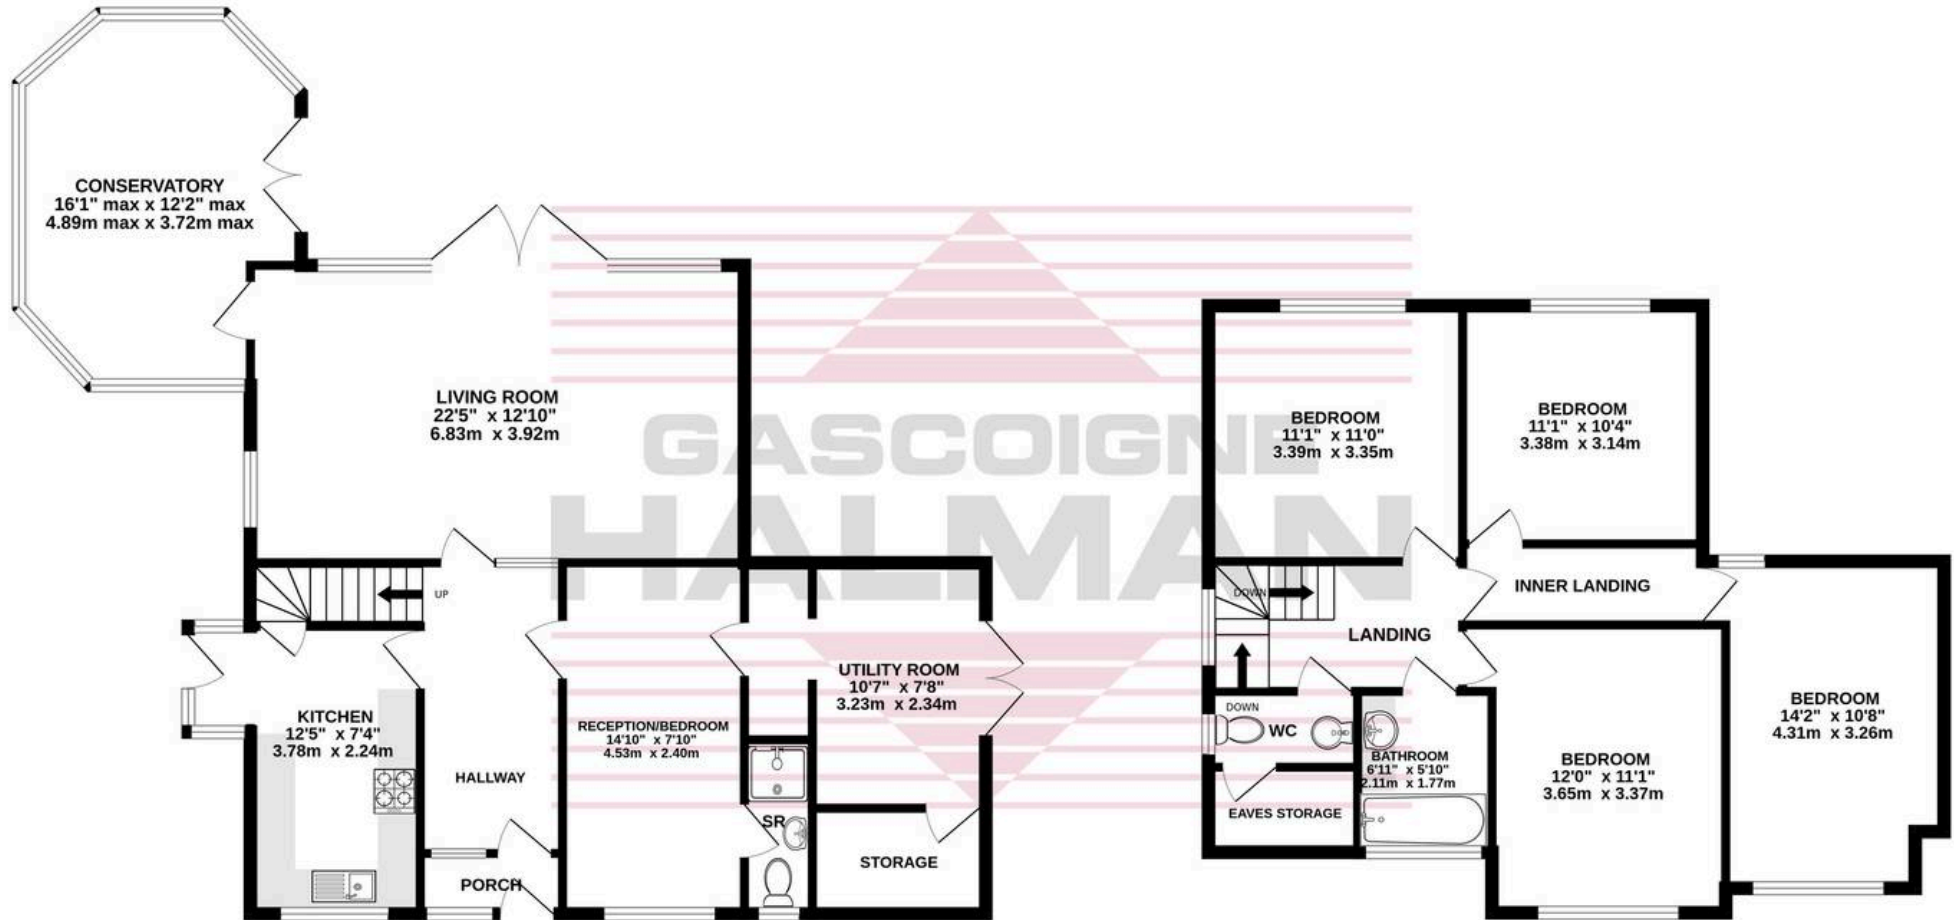 CONSERVATORY
16'1" max x 12'2" max
4.89m max x 3.72m max
LIVING ROOM
22'5" x 12'10"
6.83m x 3.92m
GASCOIGNE
HALMAN
UP
KITCHEN
12'5" x 7'4"
3.78m x 2.24m
HALLWAY
PORCH
RECEPTION/BEDROOM
14'10" x 7'10"
4.53m x 2.40m
SR
UTILITY ROOM
10'7" x 7'8"
3.23m x 2.34m
STORAGE
BEDROOM
11'1" x 11'0"
3.39m x 3.35m
BEDROOM
11'1" x 10'4"
3.38m x 3.14m
INNER LANDING
DOWN
LANDING
DOWN
WC
BATHROOM
6'11" x 5'10"
2.11m x 1.77m
EAVES STORAGE
BEDROOM
12'0" x 11'1"
3.65m x 3.37m
BEDROOM
14'2" x 10'8"
4.31m x 3.26m